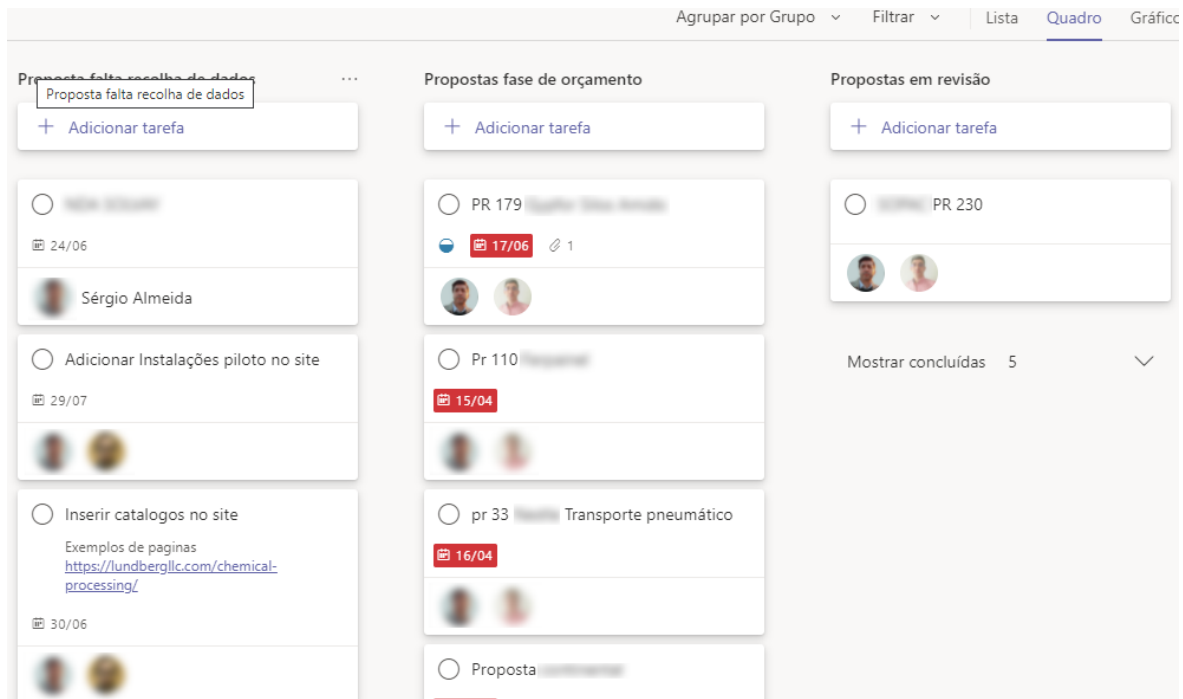 Agrupar por Grupo Filtrar Lista Quadro Gráfico
Proposta falta recolha de dados
Proposta falta recolha de dados
Adicionar tarefa
24/06
Sérgio Almeida
Adicionar Instalações piloto no site
29/07
Inserir catalogos no site
Exemplos de paginas
https://lundbergllc.com/chemical-
processing/
30/06
Propostas fase de orçamento
Adicionar tarefa
PR 179
17/06 1
Pr 110
15/04
pr 33 Transporte pneumático
16/04
Proposta
Propostas em revisão
Adicionar tarefa
PR 230
Mostrar concluídas 5